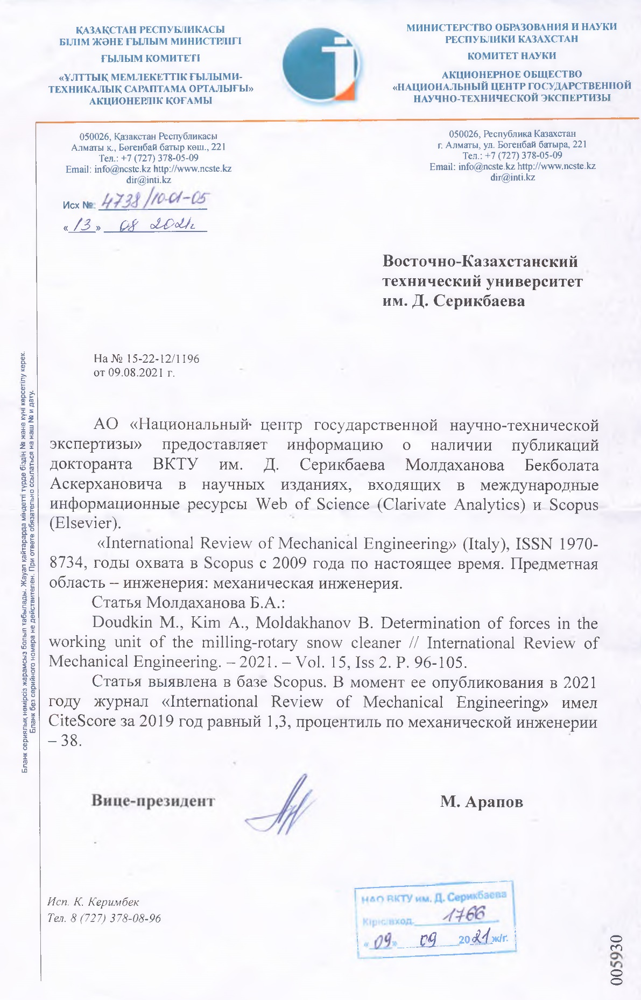 ҚАЗАҚСТАН РЕСПУБЛИКАСЫ
БІЛІМ ЖӘНЕ ҒЫЛЫМ МИНИСТРЛІГІ
ҒЫЛЫМ КОМИТЕТІ
«ҰЛТТЫҚ МЕМЛЕКЕТТІК ҒЫЛЫМИ-
ТЕХНИКАЛЫҚ САРАПТАМА ОРТАЛЫҒЫ»
АКЦИОНЕРЛІК ҚОҒАМЫ
МИНИСТЕРСТВО ОБРАЗОВАНИЯ И НАУКИ
РЕСПУБЛИКИ КАЗАХСТАН
КОМИТЕТ НАУКИ
АКЦИОНЕРНОЕ ОБЩЕСТВО
«НАЦИОНАЛЬНЫЙ ЦЕНТР ГОСУДАРСТВЕННОЙ
НАУЧНО-ТЕХНИЧЕСКОЙ ЭКСПЕРТИЗЫ
050026, Қазақстан Республикасы
Алматы қ., Бөгенбай батыр көш., 221
Тел.: +7 (727) 378-05-09
Email: info@ncste.kz http://www.ncste.kz
dir@inti.kz
050026, Республика Казахстан
г. Алматы, ул. Богенбай батыра, 221
Тел.: +7 (727) 378-05-09
Email: info@ncste.kz http://www.ncste.kz
dir@inti.kz
Исх №: 4738/10-01-05
«13» 08 2021г.
Восточно-Казахстанский
технический университет
им. Д. Серикбаева
На № 15-22-12/1196
от 09.08.2021 г.
АО «Национальный центр государственной научно-технической
экспертизы» предоставляет информацию о наличии публикаций
докторанта ВКТУ им. Д. Серикбаева Молдаханова Бекболата
Аскерхановича в научных изданиях, входящих в международные
информационные ресурсы Web of Science (Clarivate Analytics) и Scopus
(Elsevier).
«International Review of Mechanical Engineering» (Italy), ISSN 1970-
8734, годы охвата в Scopus с 2009 года по настоящее время. Предметная
область – инженерия: механическая инженерия.
Статья Молдаханова Б.А.:
Doudkin M., Kim A., Moldakhanov B. Determination of forces in the
working unit of the milling-rotary snow cleaner // International Review of
Mechanical Engineering. – 2021. – Vol. 15, Iss 2. P. 96-105.
Статья выявлена в базе Scopus. В момент ее опубликования в 2021
году журнал «International Review of Mechanical Engineering» имел
CiteScore за 2019 год равный 1,3, процентиль по механической инженерии
– 38.
Вице-президент
М. Арапов
Исп. К. Керимбек
Тел. 8 (727) 378-08-96
НАО ВКТУ им. Д. Серикбаева
Кіріс/вход. 1766
«09» 09 2021 ж/г.
005930
Бланк сериялық нөмірсіз жарамсыз болып табылады. Жауап қайтарарда міндетті түрде біздің № және күні көрсетілу керек.
Бланк без серийного номера не действителен. При ответе обязательно ссылаться на наш № и дату.